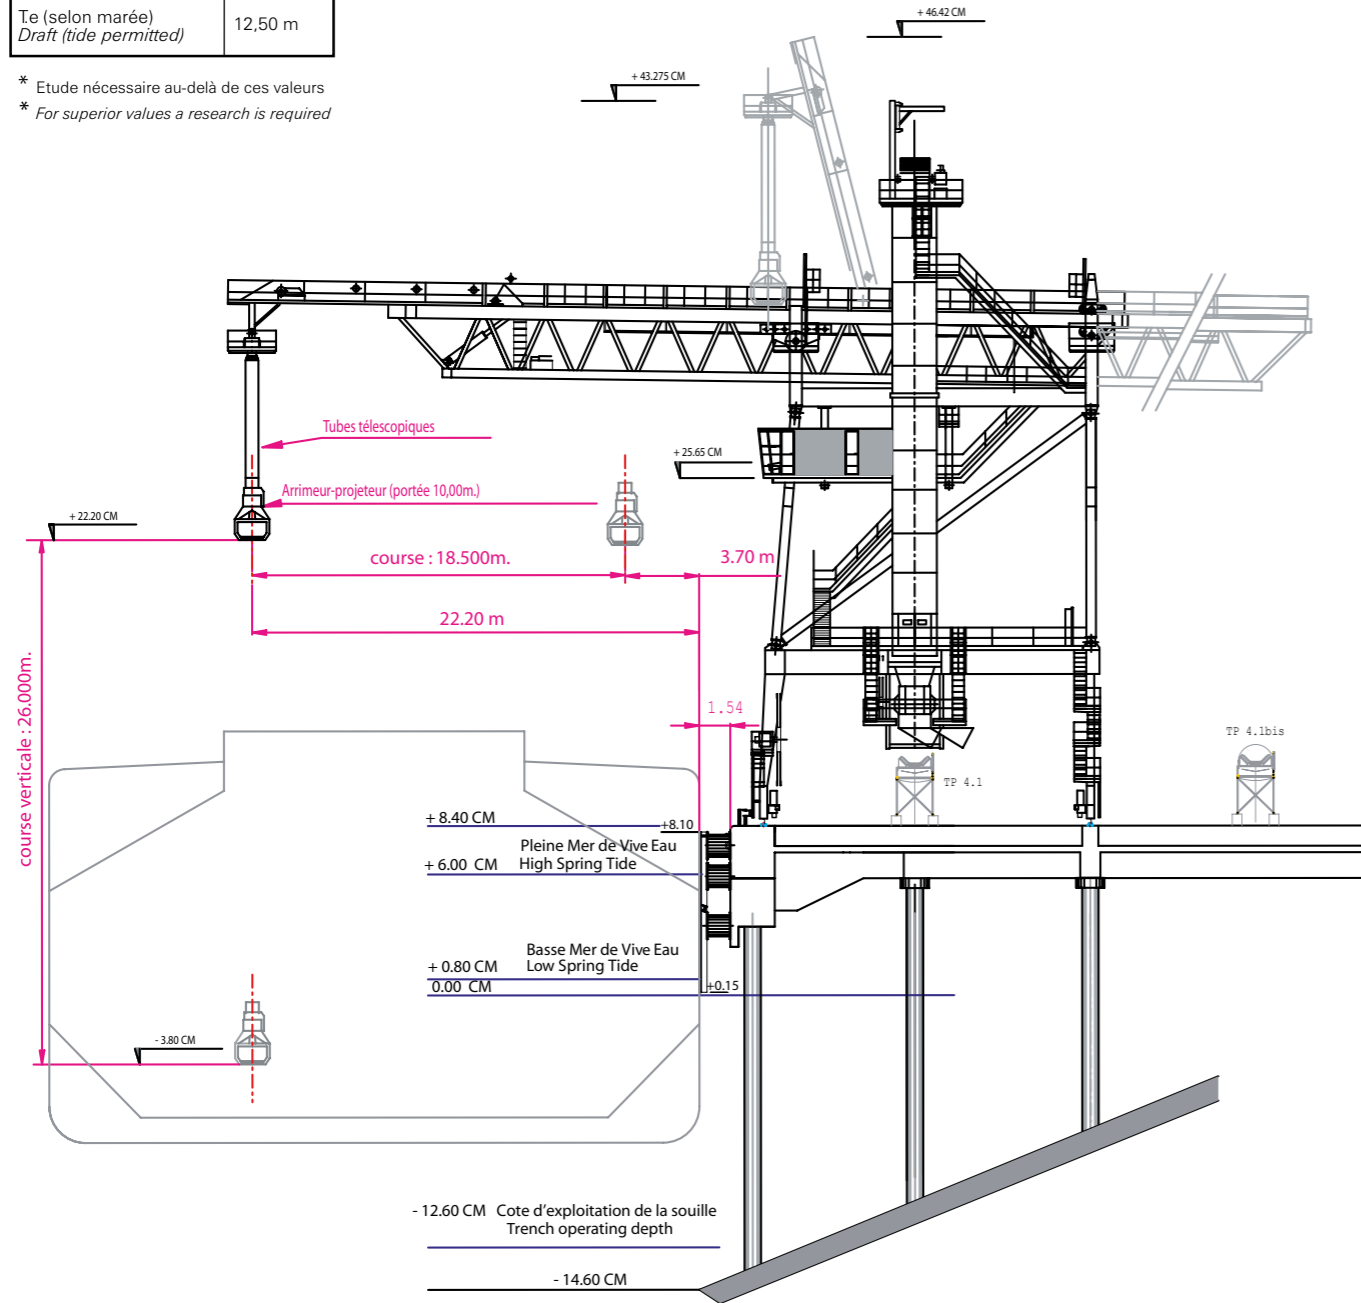 Te (selon marée)
Draft (tide permitted)
12,50 m
* Etude nécessaire au-delà de ces valeurs
* For superior values a research is required
+ 46.42 CM
+ 43.275 CM
Tubes télescopiques
+ 25.65 CM
Arrimeur-projeteur (portée 10,00m.)
+ 22.20 CM
course : 18.500m.
3.70 m
22.20 m
course verticale : 26.000m.
1.54
TP 4.1bis
TP 4.1
+ 8.40 CM
+8.10
Pleine Mer de Vive Eau
+ 6.00 CM
High Spring Tide
Basse Mer de Vive Eau
+ 0.80 CM
Low Spring Tide
0.00 CM
+0.15
- 3.80 CM
- 12.60 CM Cote d'exploitation de la souille
Trench operating depth
- 14.60 CM